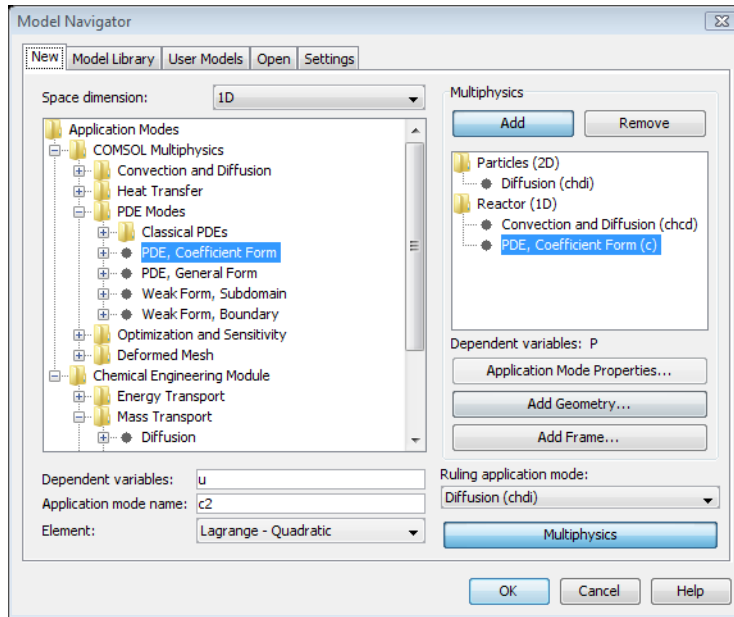 Model Navigator
New Model Library User Models Open Settings
Space dimension: 1D
Application Modes
COMSOL Multiphysics
Convection and Diffusion
Heat Transfer
PDE Modes
Classical PDEs
PDE, Coefficient Form
PDE, General Form
Weak Form, Subdomain
Weak Form, Boundary
Optimization and Sensitivity
Deformed Mesh
Chemical Engineering Module
Energy Transport
Mass Transport
Diffusion
Dependent variables: u
Application mode name: c2
Element: Lagrange - Quadratic
Multiphysics
Add Remove
Particles (2D)
Diffusion (chdi)
Reactor (1D)
Convection and Diffusion (chcd)
PDE, Coefficient Form (c)
Dependent variables: P
Application Mode Properties...
Add Geometry...
Add Frame...
Ruling application mode:
Diffusion (chdi)
Multiphysics
OK Cancel Help